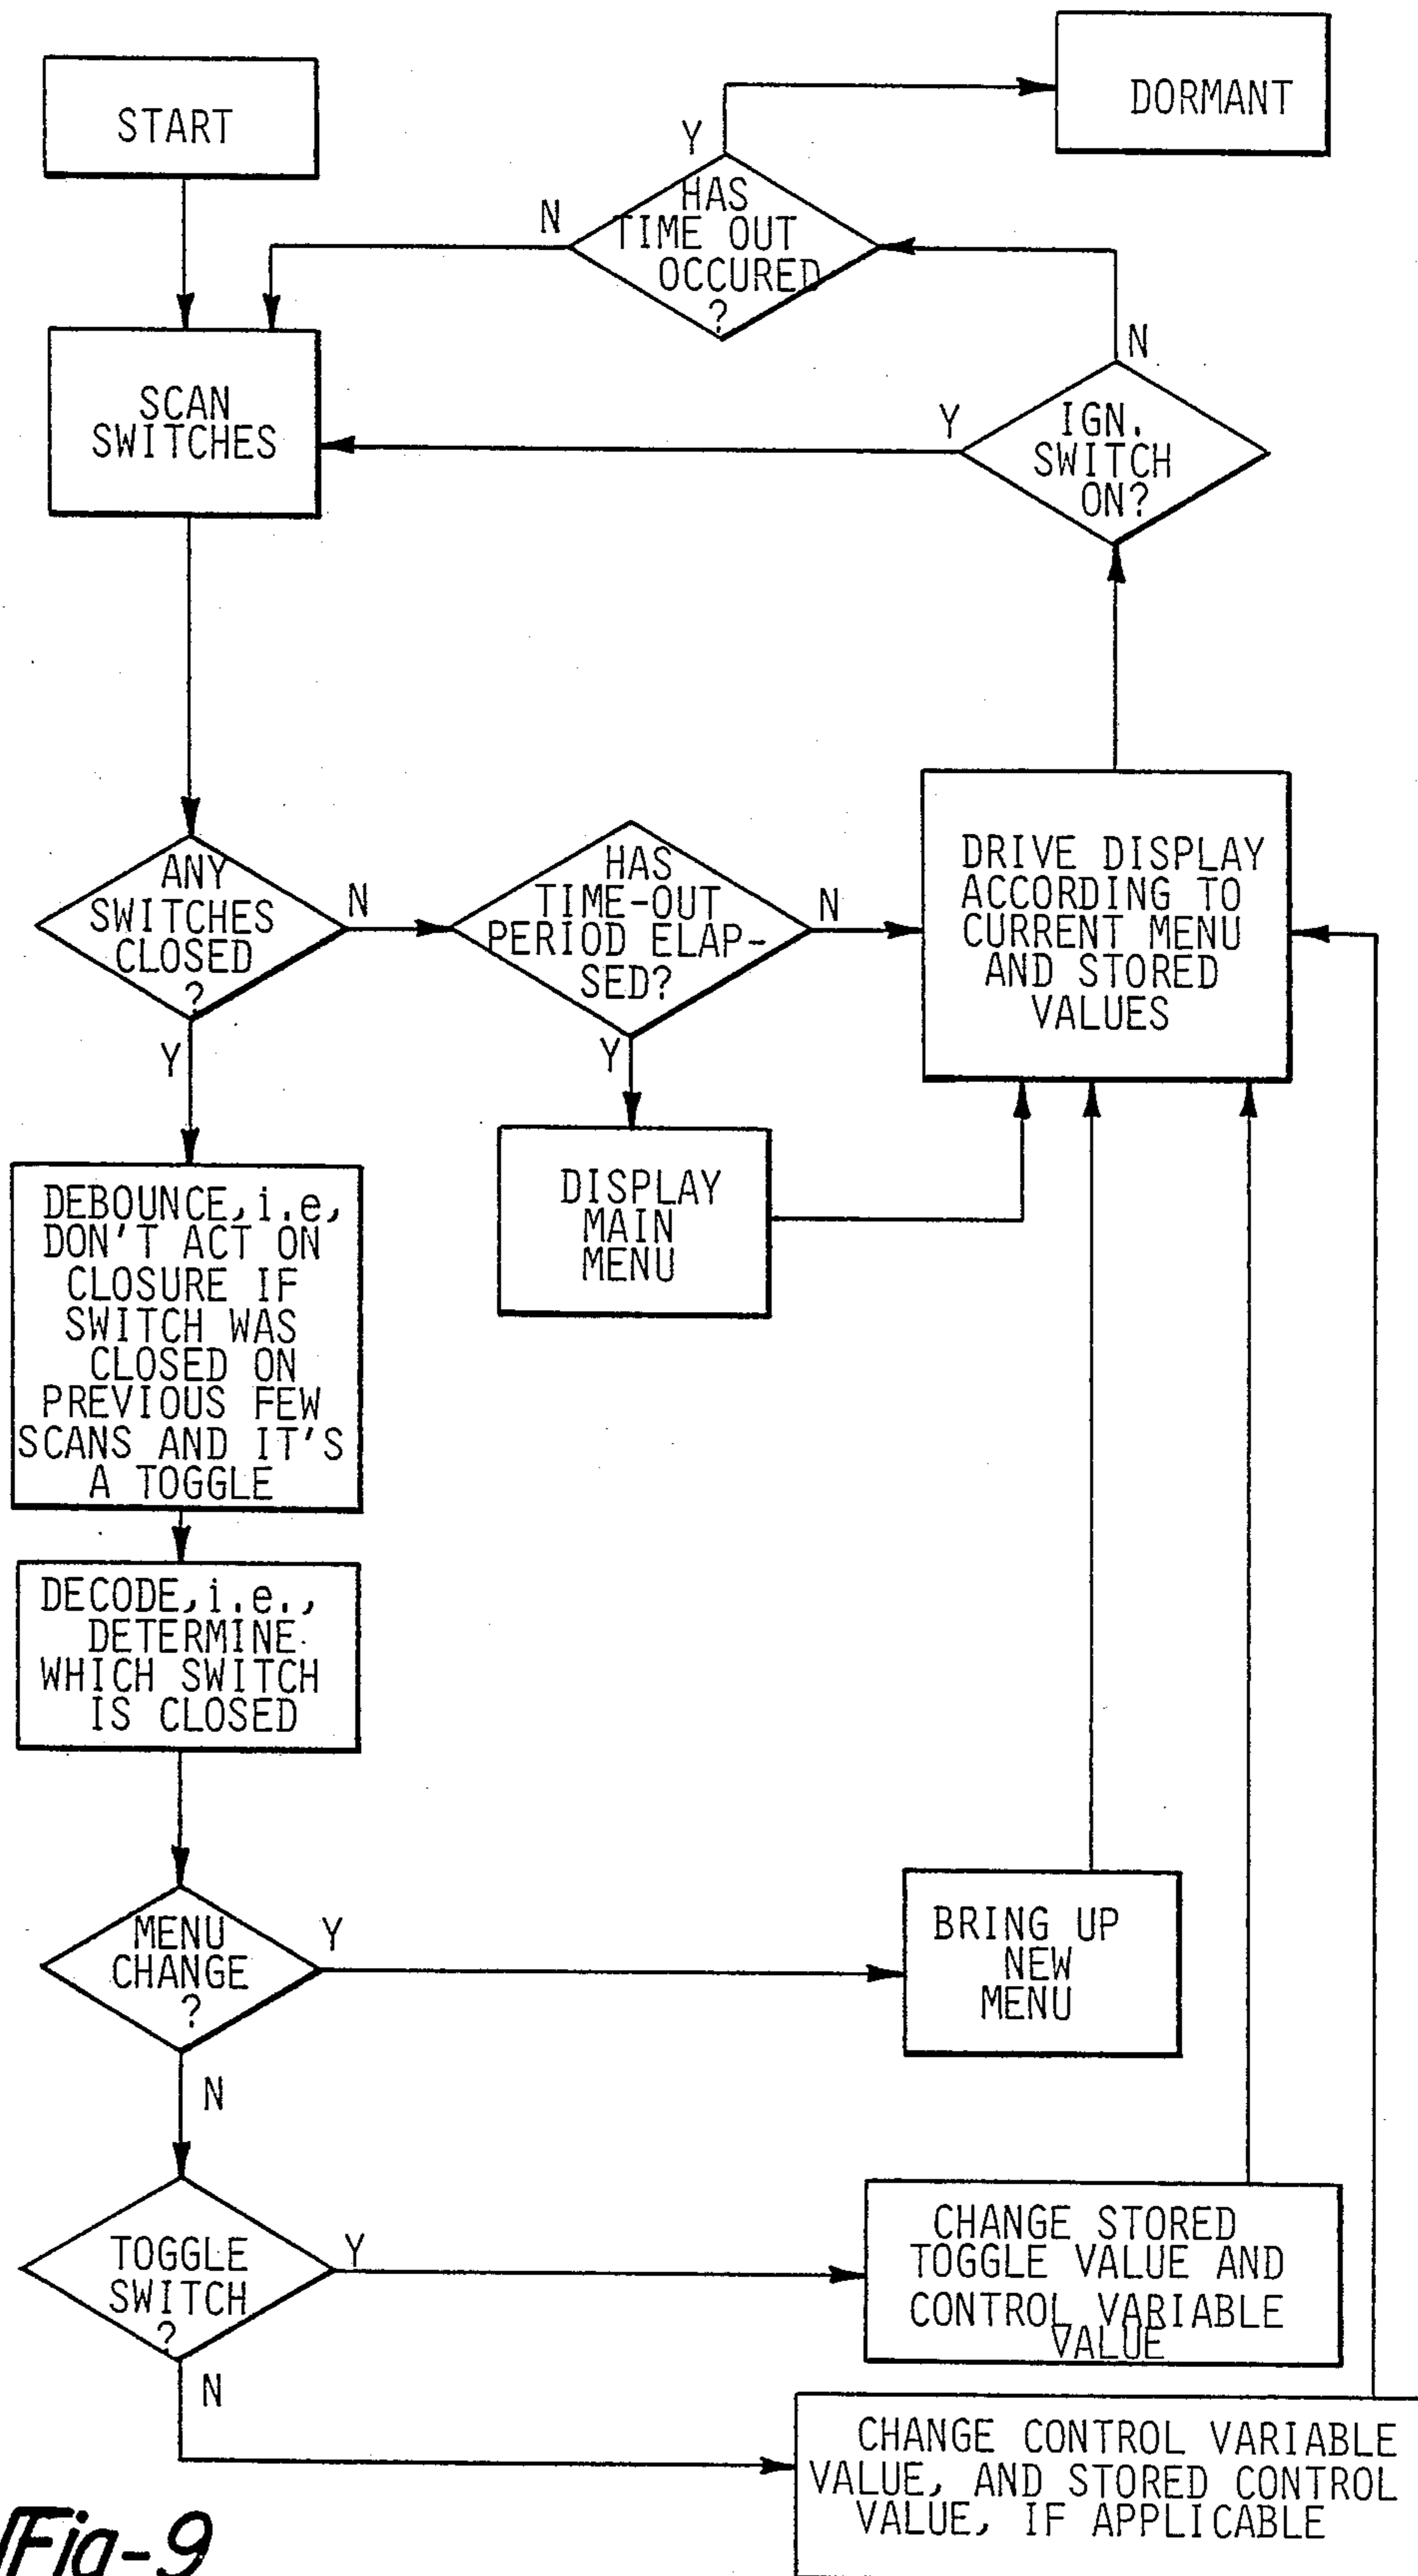 START
DORMANT
Y
HAS
TIME OUT
OCCURED
?
N
N
SCAN
SWITCHES
Y
IGN.
SWITCH
ON?
ANY
SWITCHES
CLOSED
?
N
HAS
TIME-OUT
PERIOD ELAP-
SED?
N
DRIVE DISPLAY
ACCORDING TO
CURRENT MENU
AND STORED
VALUES
Y
Y
DISPLAY
MAIN
MENU
DEBOUNCE,i.e,
DON'T ACT ON
CLOSURE IF
SWITCH WAS
CLOSED ON
PREVIOUS FEW
SCANS AND IT'S
A TOGGLE
DECODE,i.e.,
DETERMINE
WHICH SWITCH
IS CLOSED
MENU
CHANGE
?
Y
BRING UP
NEW
MENU
N
TOGGLE
SWITCH
?
Y
CHANGE STORED
TOGGLE VALUE AND
CONTROL VARIABLE
VALUE
N
CHANGE CONTROL VARIABLE
VALUE, AND STORED CONTROL
VALUE, IF APPLICABLE
Fig-9